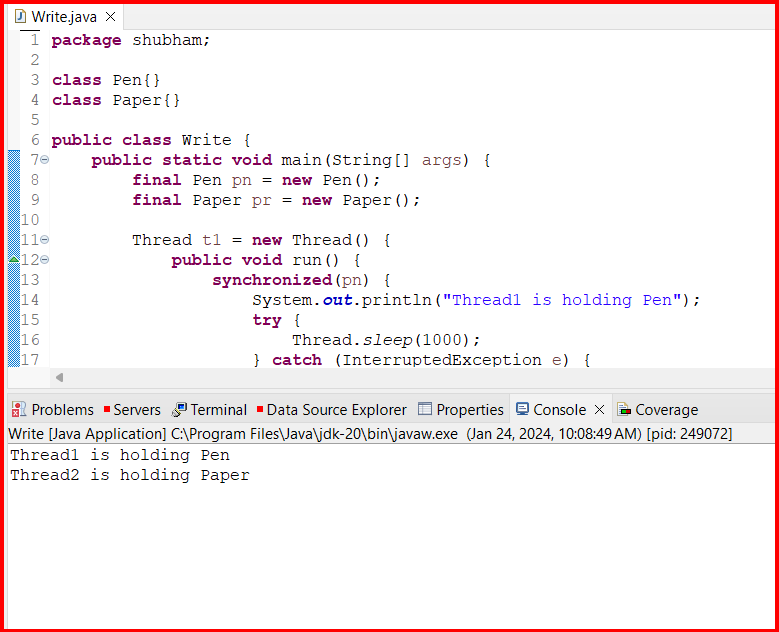 Write.java
1 package shubham;
2
3 class Pen{}
4 class Paper{}
5
6 public class Write {
7 public static void main(String[] args) {
8 final Pen pn = new Pen();
9 final Paper pr = new Paper();
10
11 Thread t1 = new Thread() {
12 public void run() {
13 synchronized(pn) {
14 System.out.println("Thread1 is holding Pen");
15 try {
16 Thread.sleep(1000);
17 } catch (InterruptedException e) {
Problems Servers Terminal Data Source Explorer Properties Console Coverage
Write [Java Application] C:\Program Files\Java\jdk-20\bin\javaw.exe (Jan 24, 2024, 10:08:49 AM) [pid: 249072]
Thread1 is holding Pen
Thread2 is holding Paper